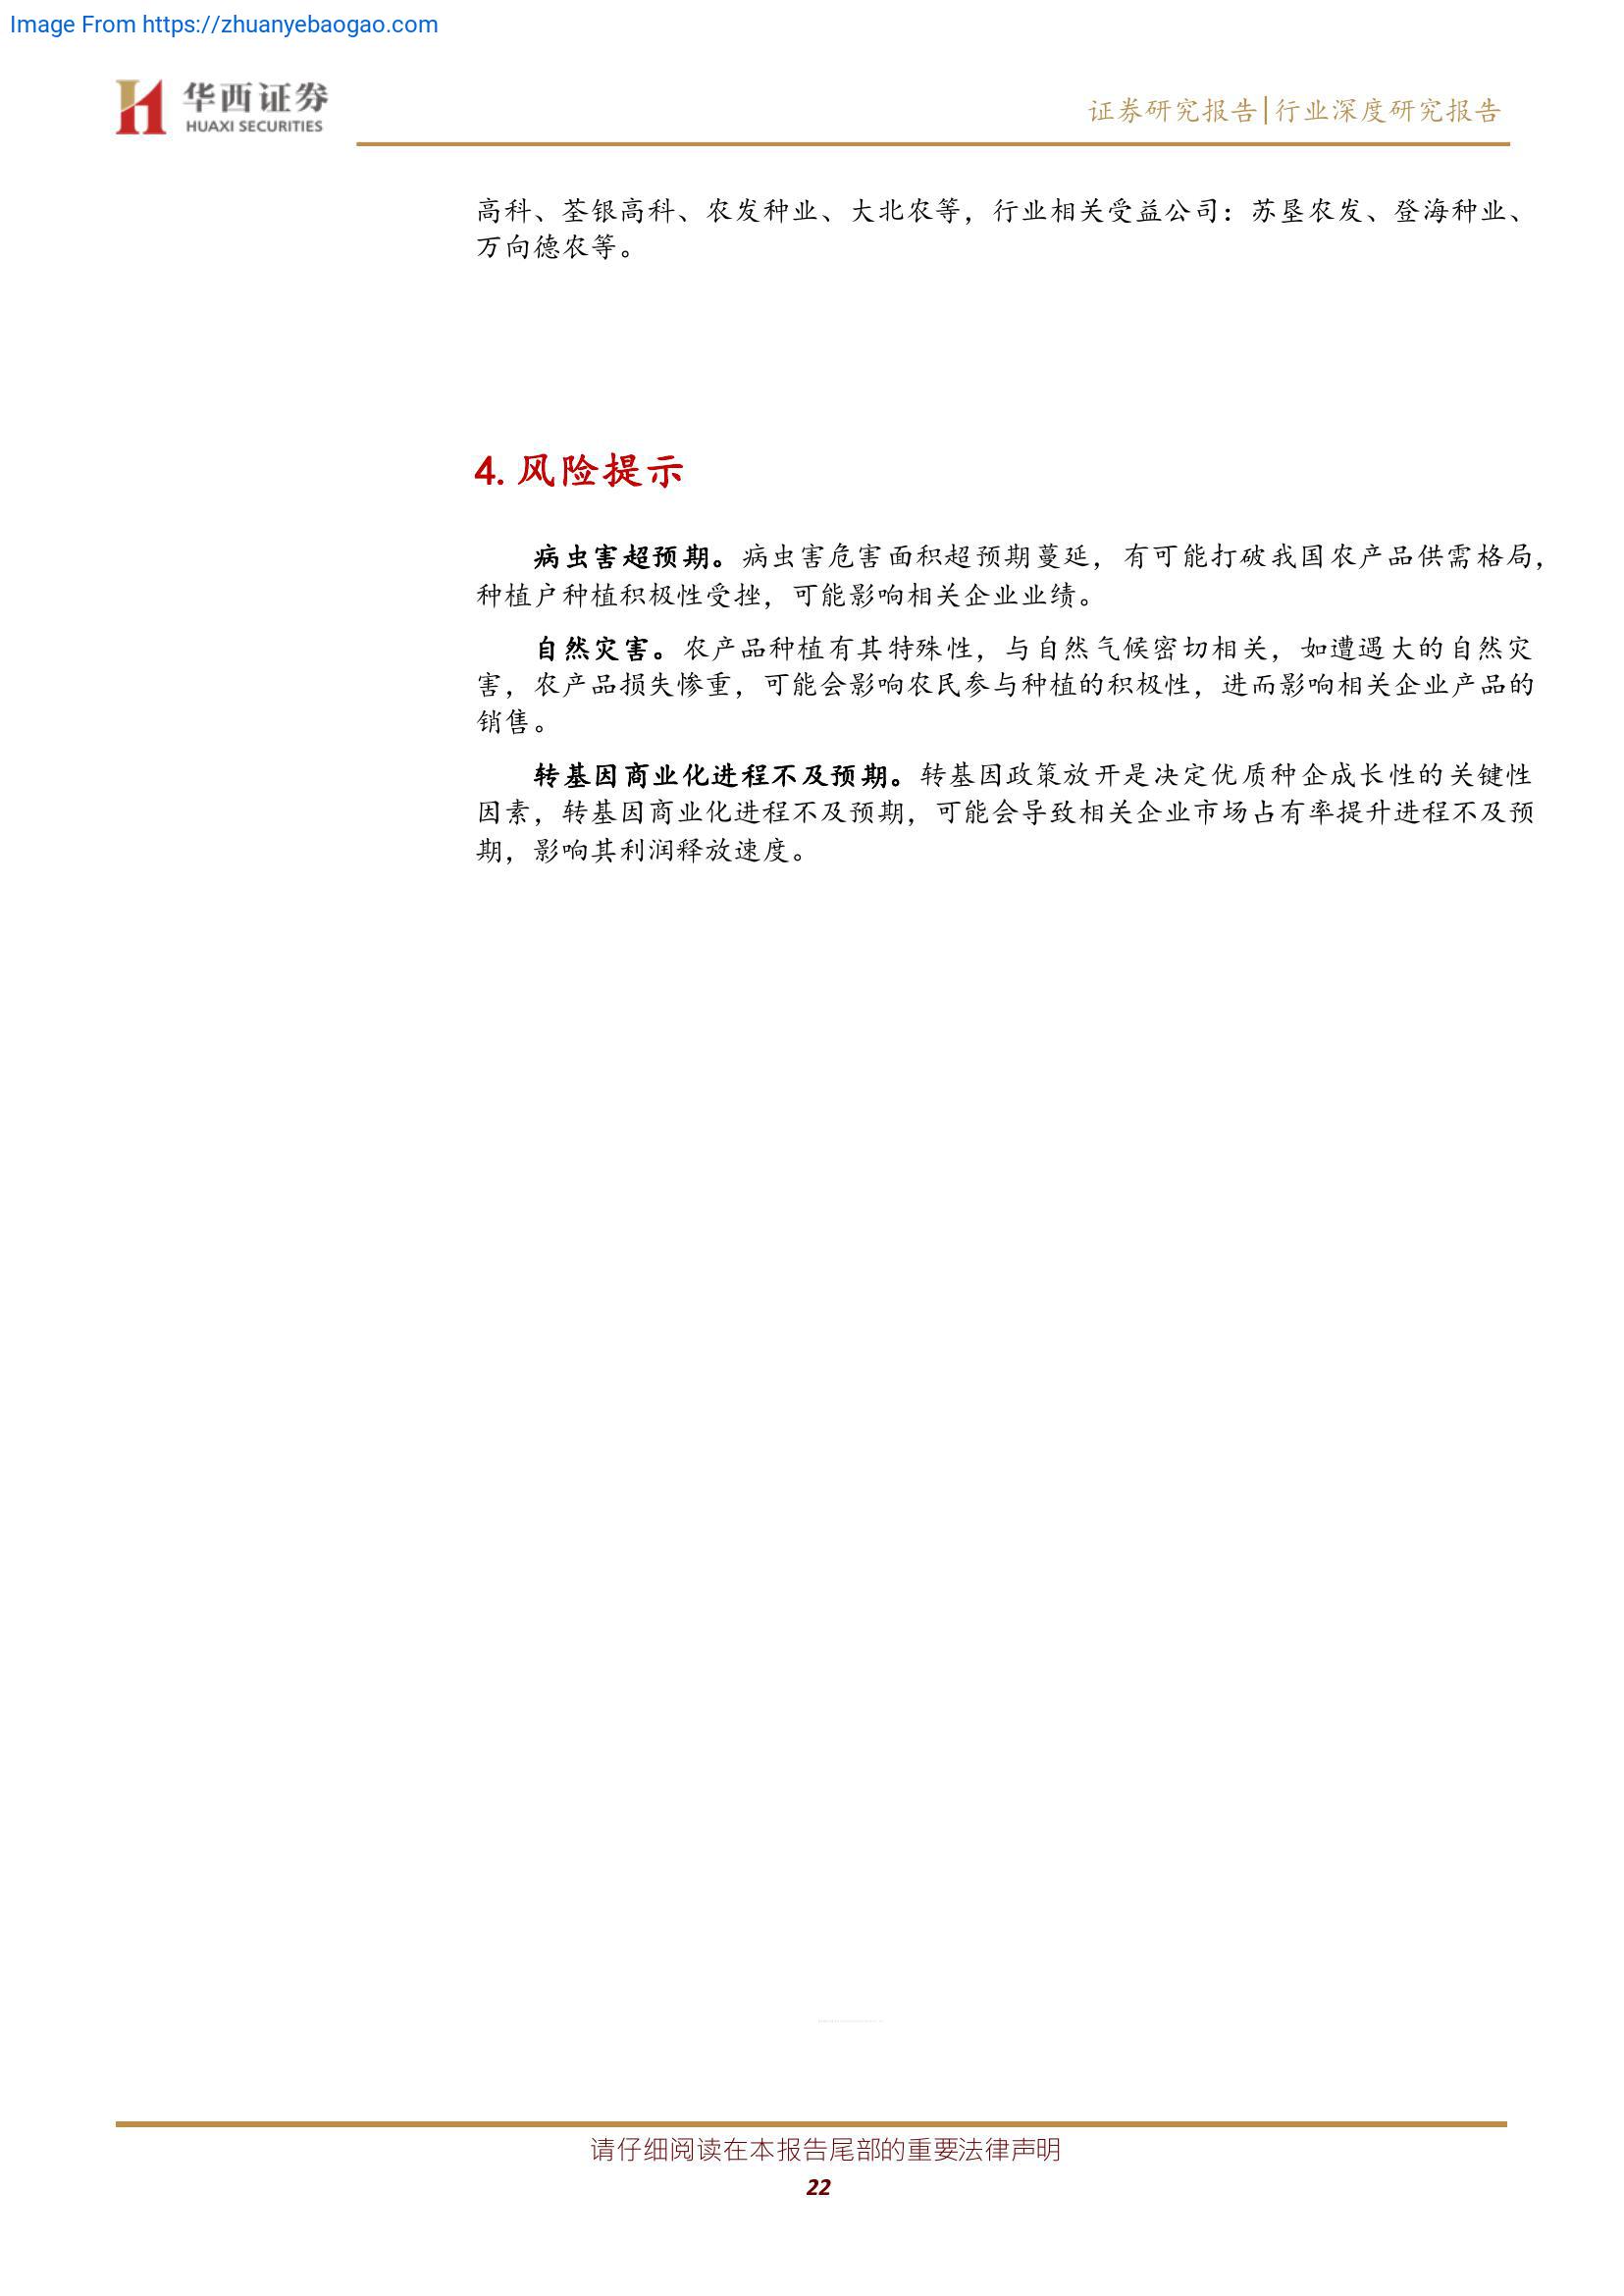 Image From https://zhuanyebaogao.com
华西证券
HUAXI SECURITIES
证券研究报告|行业深度研究报告
高科、荃银高科、农发种业、大北农等，行业相关受益公司：苏垦农发、登海种业、
万向德农等。
4. 风险提示
病虫害超预期。病虫害危害面积超预期蔓延，有可能打破我国农产品供需格局，
种植户种植积极性受挫，可能影响相关企业业绩。
自然灾害。农产品种植有其特殊性，与自然气候密切相关，如遭遇大的自然灾
害，农产品损失惨重，可能会影响农民参与种植的积极性，进而影响相关企业产品的
销售。
转基因商业化进程不及预期。转基因政策放开是决定优质种企成长性的关键性
因素，转基因商业化进程不及预期，可能会导致相关企业市场占有率提升进程不及预
期，影响其利润释放速度。
请仔细阅读在本报告尾部的重要法律声明
22